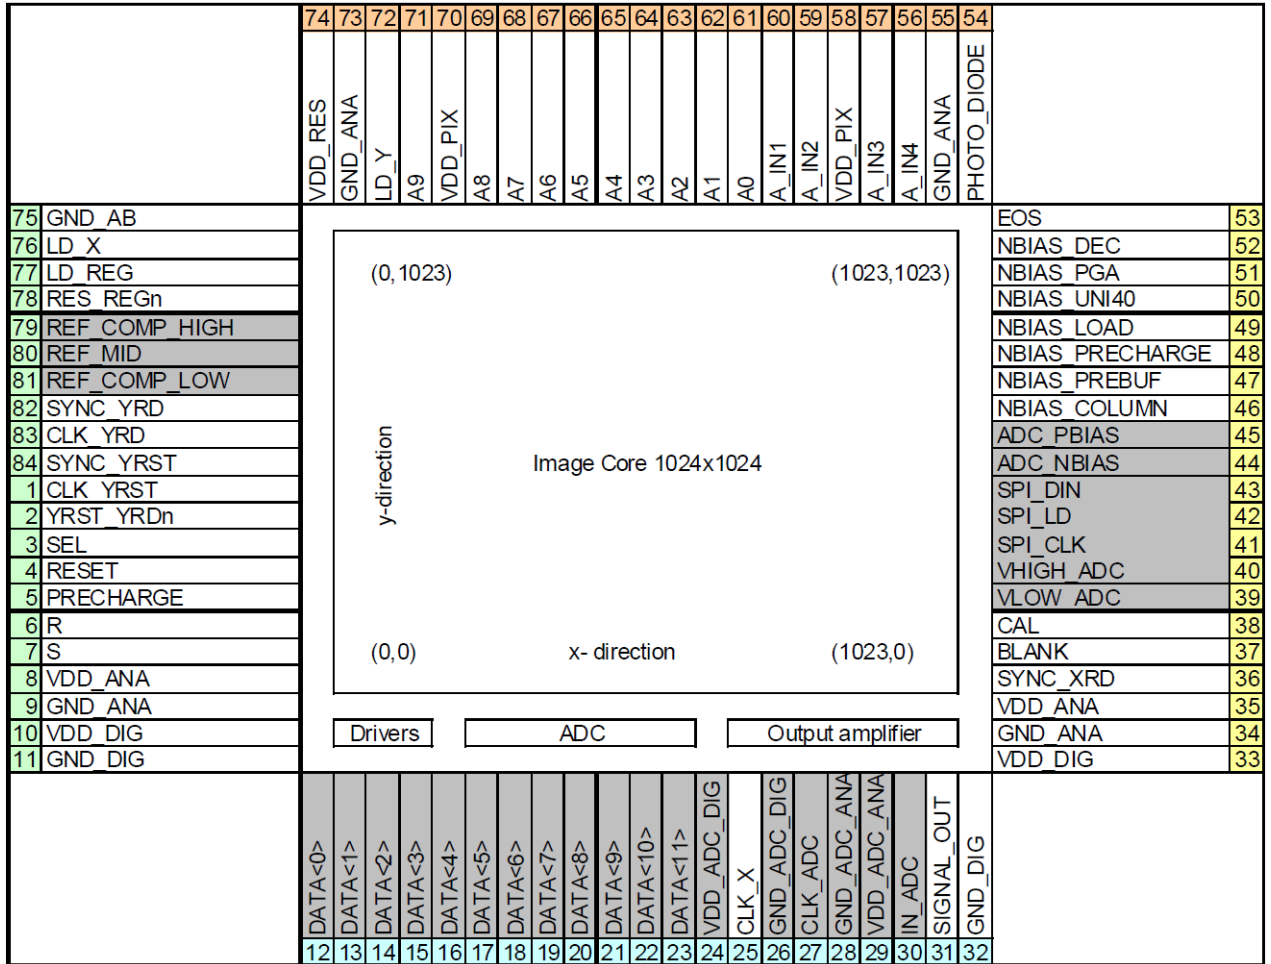 74 73 72 71 70 69 68 67 66 65 64 63 62 61 60 59 58 57 56 55 54
VDD_RES
GND_ANA
LD_Y
A9
VDD_PIX
A8
A7
A6
A5
A4
A3
A2
A1
A0
A_IN1
A_IN2
VDD_PIX
A_IN3
A_IN4
GND_ANA
PHOTO_DIODE
75 GND_AB
76 LD_X
77 LD_REG
78 RES_REGn
79 REF_COMP_HIGH
80 REF_MID
81 REF_COMP_LOW
82 SYNC_YRD
83 CLK_YRD
84 SYNC_YRST
1 CLK_YRST
2 YRST_YRDn
3 SEL
4 RESET
5 PRECHARGE
6 R
7 S
8 VDD_ANA
9 GND_ANA
10 VDD_DIG
11 GND_DIG
(0,1023) (1023,1023)
y-direction
Image Core 1024x1024
(0,0) x- direction (1023,0)
Drivers ADC Output amplifier
EOS 53
NBIAS_DEC 52
NBIAS_PGA 51
NBIAS_UNI40 50
NBIAS_LOAD 49
NBIAS_PRECHARGE 48
NBIAS_PREBUF 47
NBIAS_COLUMN 46
ADC_PBIAS 45
ADC_NBIAS 44
SPI_DIN 43
SPI_LD 42
SPI_CLK 41
VHIGH_ADC 40
VLOW_ADC 39
CAL 38
BLANK 37
SYNC_XRD 36
VDD_ANA 35
GND_ANA 34
VDD_DIG 33
DATA<0>
DATA<1>
DATA<2>
DATA<3>
DATA<4>
DATA<5>
DATA<6>
DATA<7>
DATA<8>
DATA<9>
DATA<10>
DATA<11>
VDD_ADC_DIG
CLK_X
GND_ADC_DIG
CLK_ADC
GND_ADC_ANA
VDD_ADC_ANA
IN_ADC
SIGNAL_OUT
GND_DIG
12 13 14 15 16 17 18 19 20 21 22 23 24 25 26 27 28 29 30 31 32